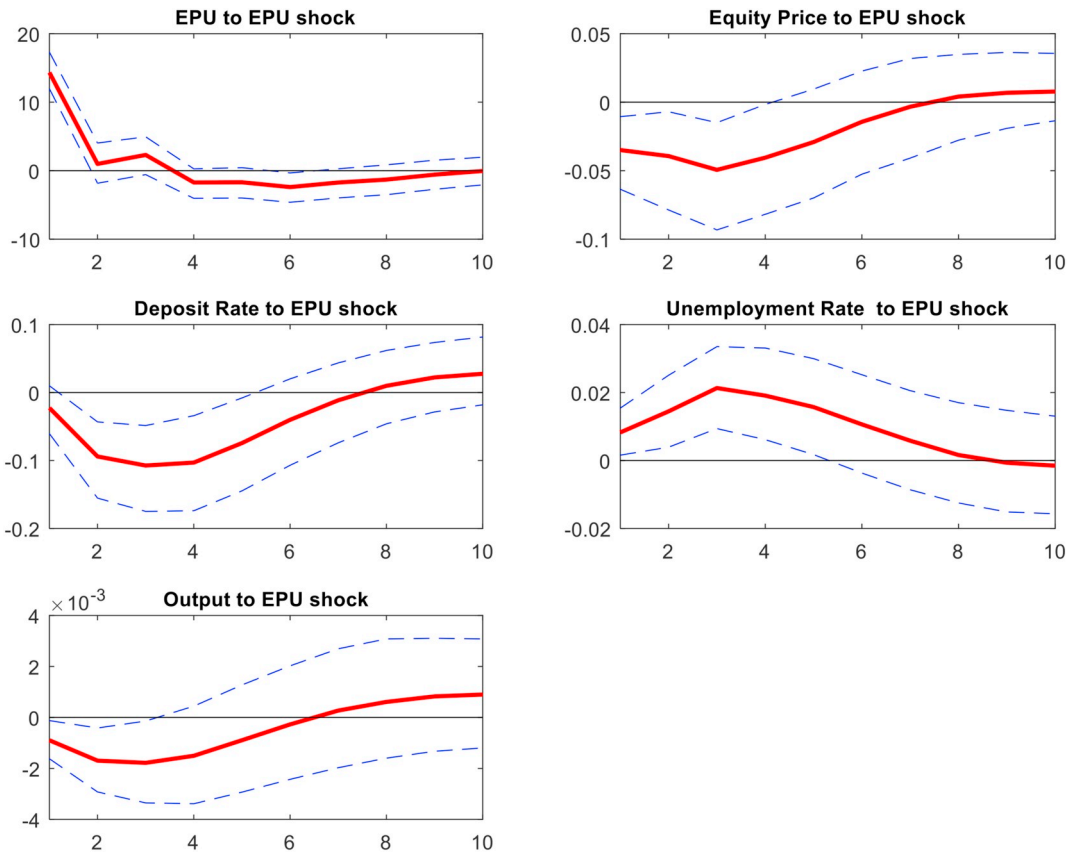 EPU to EPU shock
20
10
0
-10
2 4 6 8 10
Equity Price to EPU shock
0.05
0
-0.05
-0.1
2 4 6 8 10
Deposit Rate to EPU shock
0.1
0
-0.1
-0.2
2 4 6 8 10
Unemployment Rate to EPU shock
0.04
0.02
0
-0.02
2 4 6 8 10
Output to EPU shock
×10⁻³
4
2
0
-2
-4
2 4 6 8 10